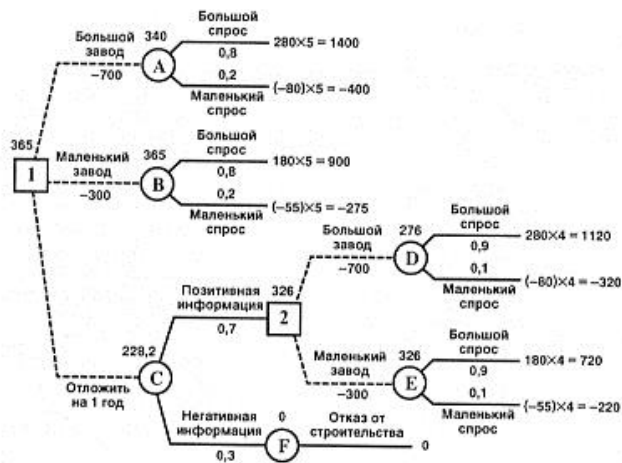 Большой
спрос
Большой
завод
340
280×5 = 1400
0,8
A
−700
0,2
(−80)×5 = −400
Маленький
спрос
Большой
спрос
365
1
Маленький
завод
365
180×5 = 900
0,8
B
−300
0,2
(−55)×5 = −275
Маленький
спрос
Большой
спрос
Большой
завод
276
280×4 = 1120
0,9
D
−700
0,1
(−80)×4 = −320
Маленький
спрос
Позитивная
информация
326
2
0,7
Большой
спрос
Маленький
завод
326
180×4 = 720
0,9
E
−300
0,1
(−55)×4 = −220
Маленький
спрос
228,2
C
Отложить
на 1 год
Негативная
информация
0
Отказ от
строительства
F
0
0,3